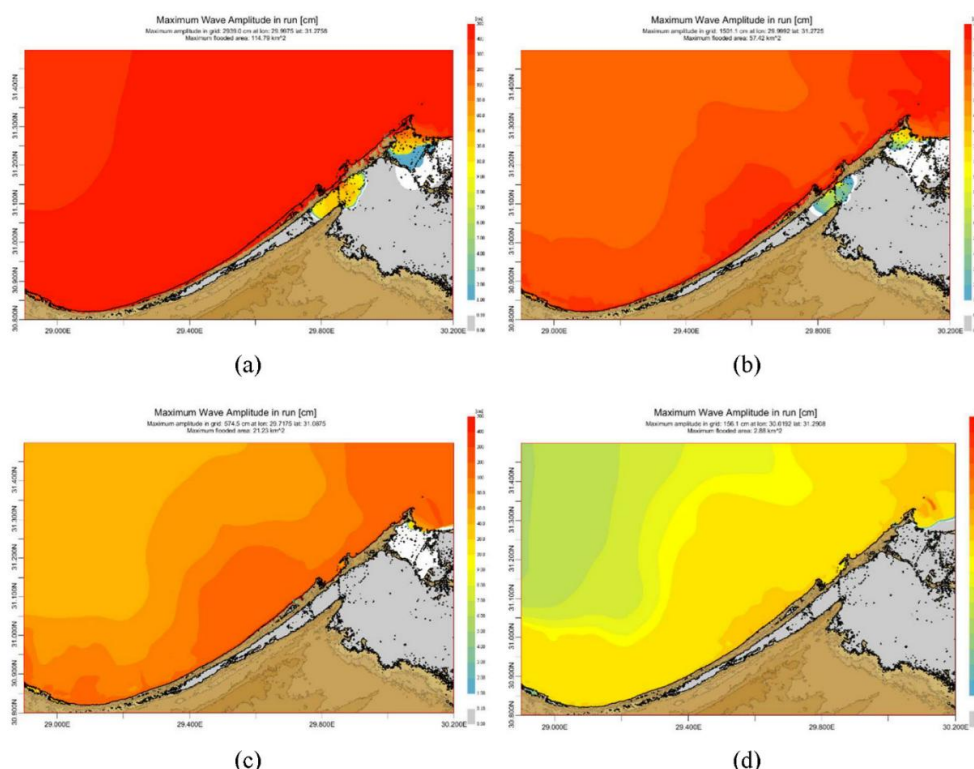 Maximum Wave Amplitude in run [cm]
Maximum amplitude in grid: 2939.0 cm at lon: 29.9075 lat: 31.2758
Maximum flooded area: 114.79 km^2
31.400N
31.300N
31.200N
31.100N
31.000N
30.900N
30.800N
29.000E 29.400E 29.800E 30.200E
(a)
Maximum Wave Amplitude in run [cm]
Maximum amplitude in grid: 1501.1 cm at lon: 29.9692 lat: 31.2725
Maximum flooded area: 57.42 km^2
31.400N
31.300N
31.200N
31.100N
31.000N
30.900N
30.800N
29.000E 29.400E 29.800E 30.200E
(b)
Maximum Wave Amplitude in run [cm]
Maximum amplitude in grid: 574.5 cm at lon: 29.7175 lat: 31.0875
Maximum flooded area: 21.23 km^2
31.400N
31.300N
31.200N
31.100N
31.000N
30.900N
30.800N
29.000E 29.400E 29.800E 30.200E
(c)
Maximum Wave Amplitude in run [cm]
Maximum amplitude in grid: 156.1 cm at lon: 30.0192 lat: 31.2908
Maximum flooded area: 2.88 km^2
31.400N
31.300N
31.200N
31.100N
31.000N
30.900N
30.800N
29.000E 29.400E 29.800E 30.200E
(d)